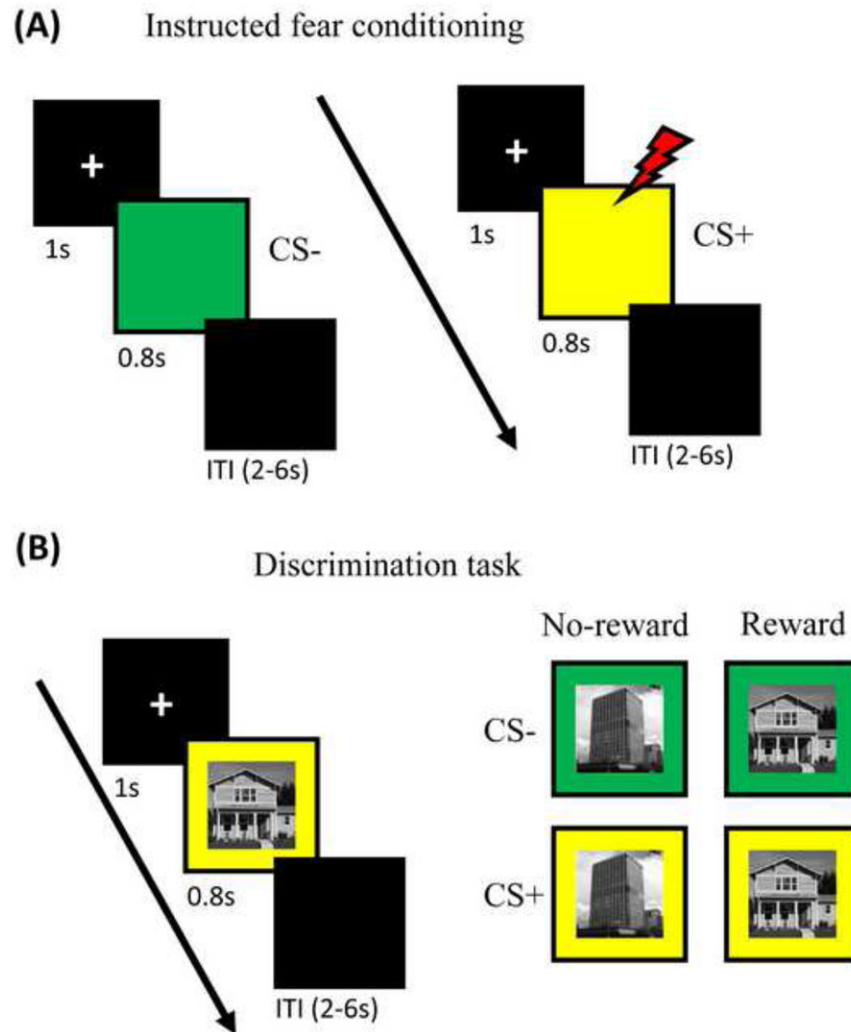 (A) Instructed fear conditioning
+
1s
CS-
0.8s
ITI (2-6s)
+
1s
CS+
0.8s
ITI (2-6s)
(B) Discrimination task
+
1s
0.8s
ITI (2-6s)
No-reward Reward
CS-
CS+